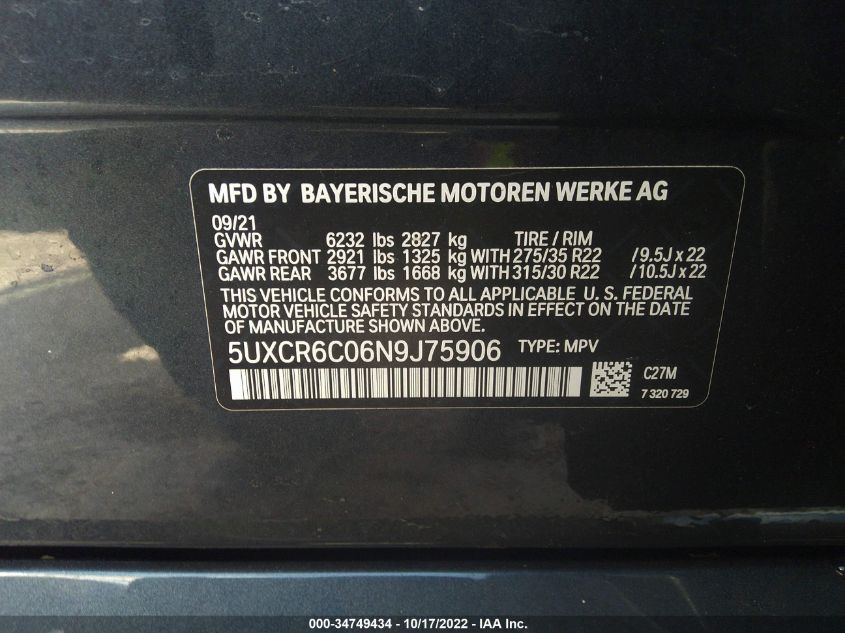 MFD BY BAYERISCHE MOTOREN WERKE AG
09/21
GVWR 6232 lbs 2827 kg TIRE / RIM
GAWR FRONT 2921 lbs 1325 kg WITH 275/35 R22 / 9.5J x 22
GAWR REAR 3677 lbs 1668 kg WITH 315/30 R22 / 10.5J x 22
THIS VEHICLE CONFORMS TO ALL APPLICABLE U. S. FEDERAL
MOTOR VEHICLE SAFETY STANDARDS IN EFFECT ON THE DATE
OF MANUFACTURE SHOWN ABOVE.
5UXCR6C06N9J75906 TYPE: MPV
C27M
7 320 729
000-34749434 - 10/17/2022 - IAA Inc.